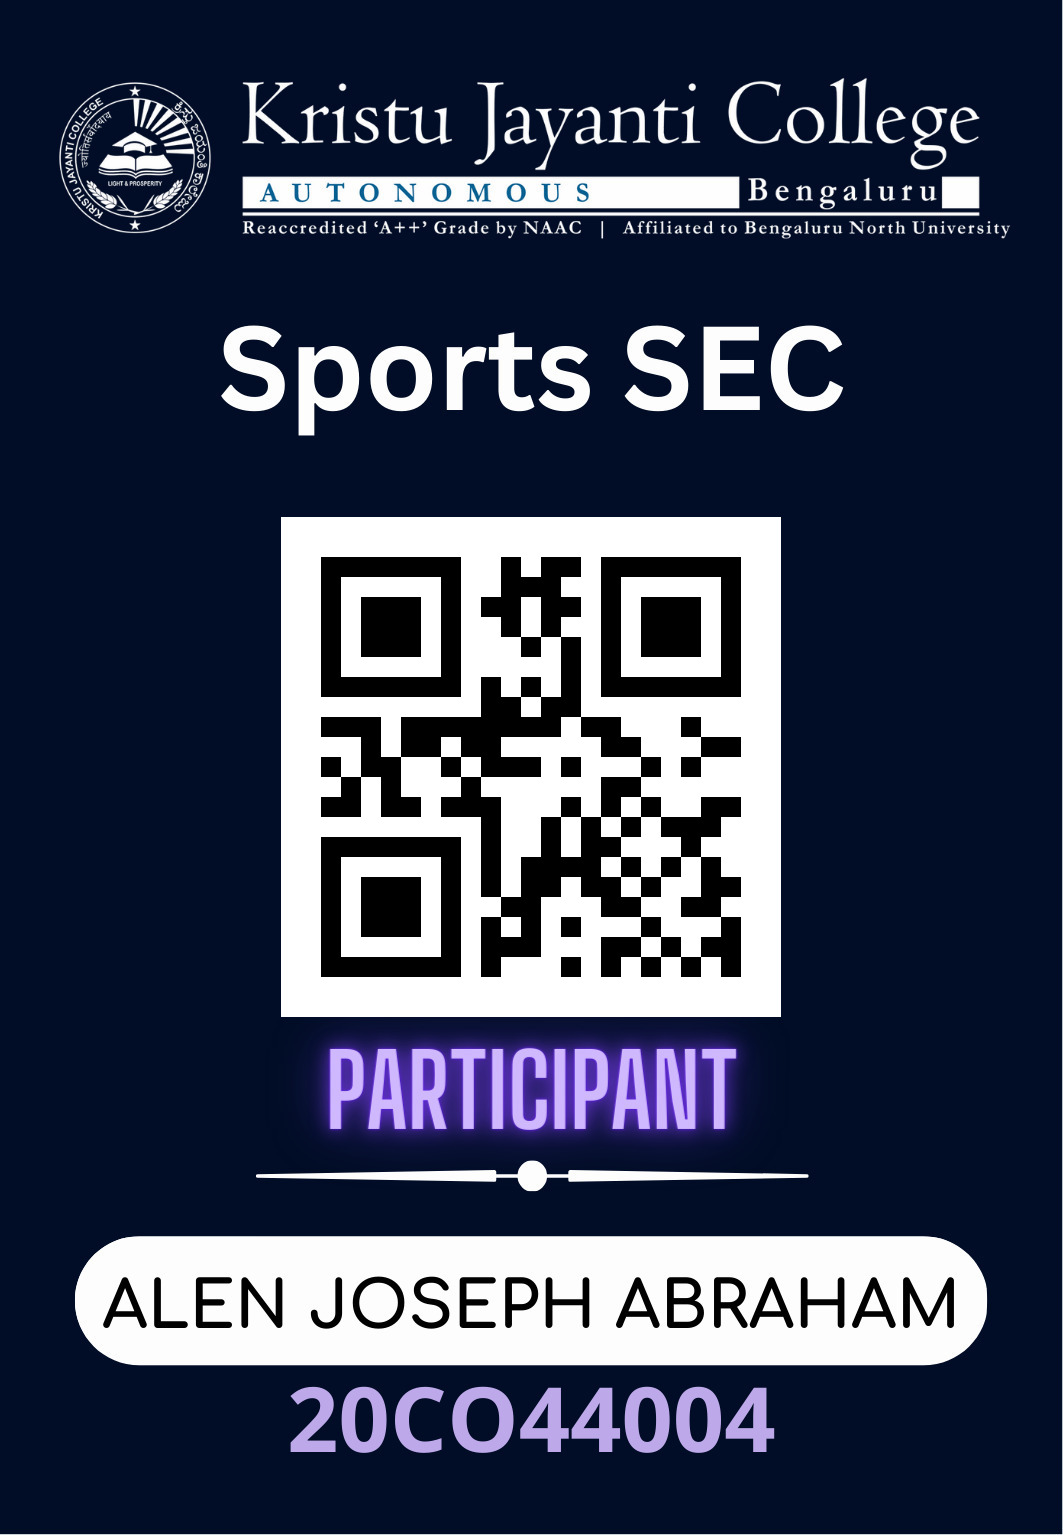 KRISTU JAYANTI COLLEGE
LIGHT & PROSPERITY
Kristu Jayanti College
AUTONOMOUS Bengaluru
Reaccredited ‘A++’ Grade by NAAC | Affiliated to Bengaluru North University
Sports SEC
PARTICIPANT
ALEN JOSEPH ABRAHAM
20CO44004